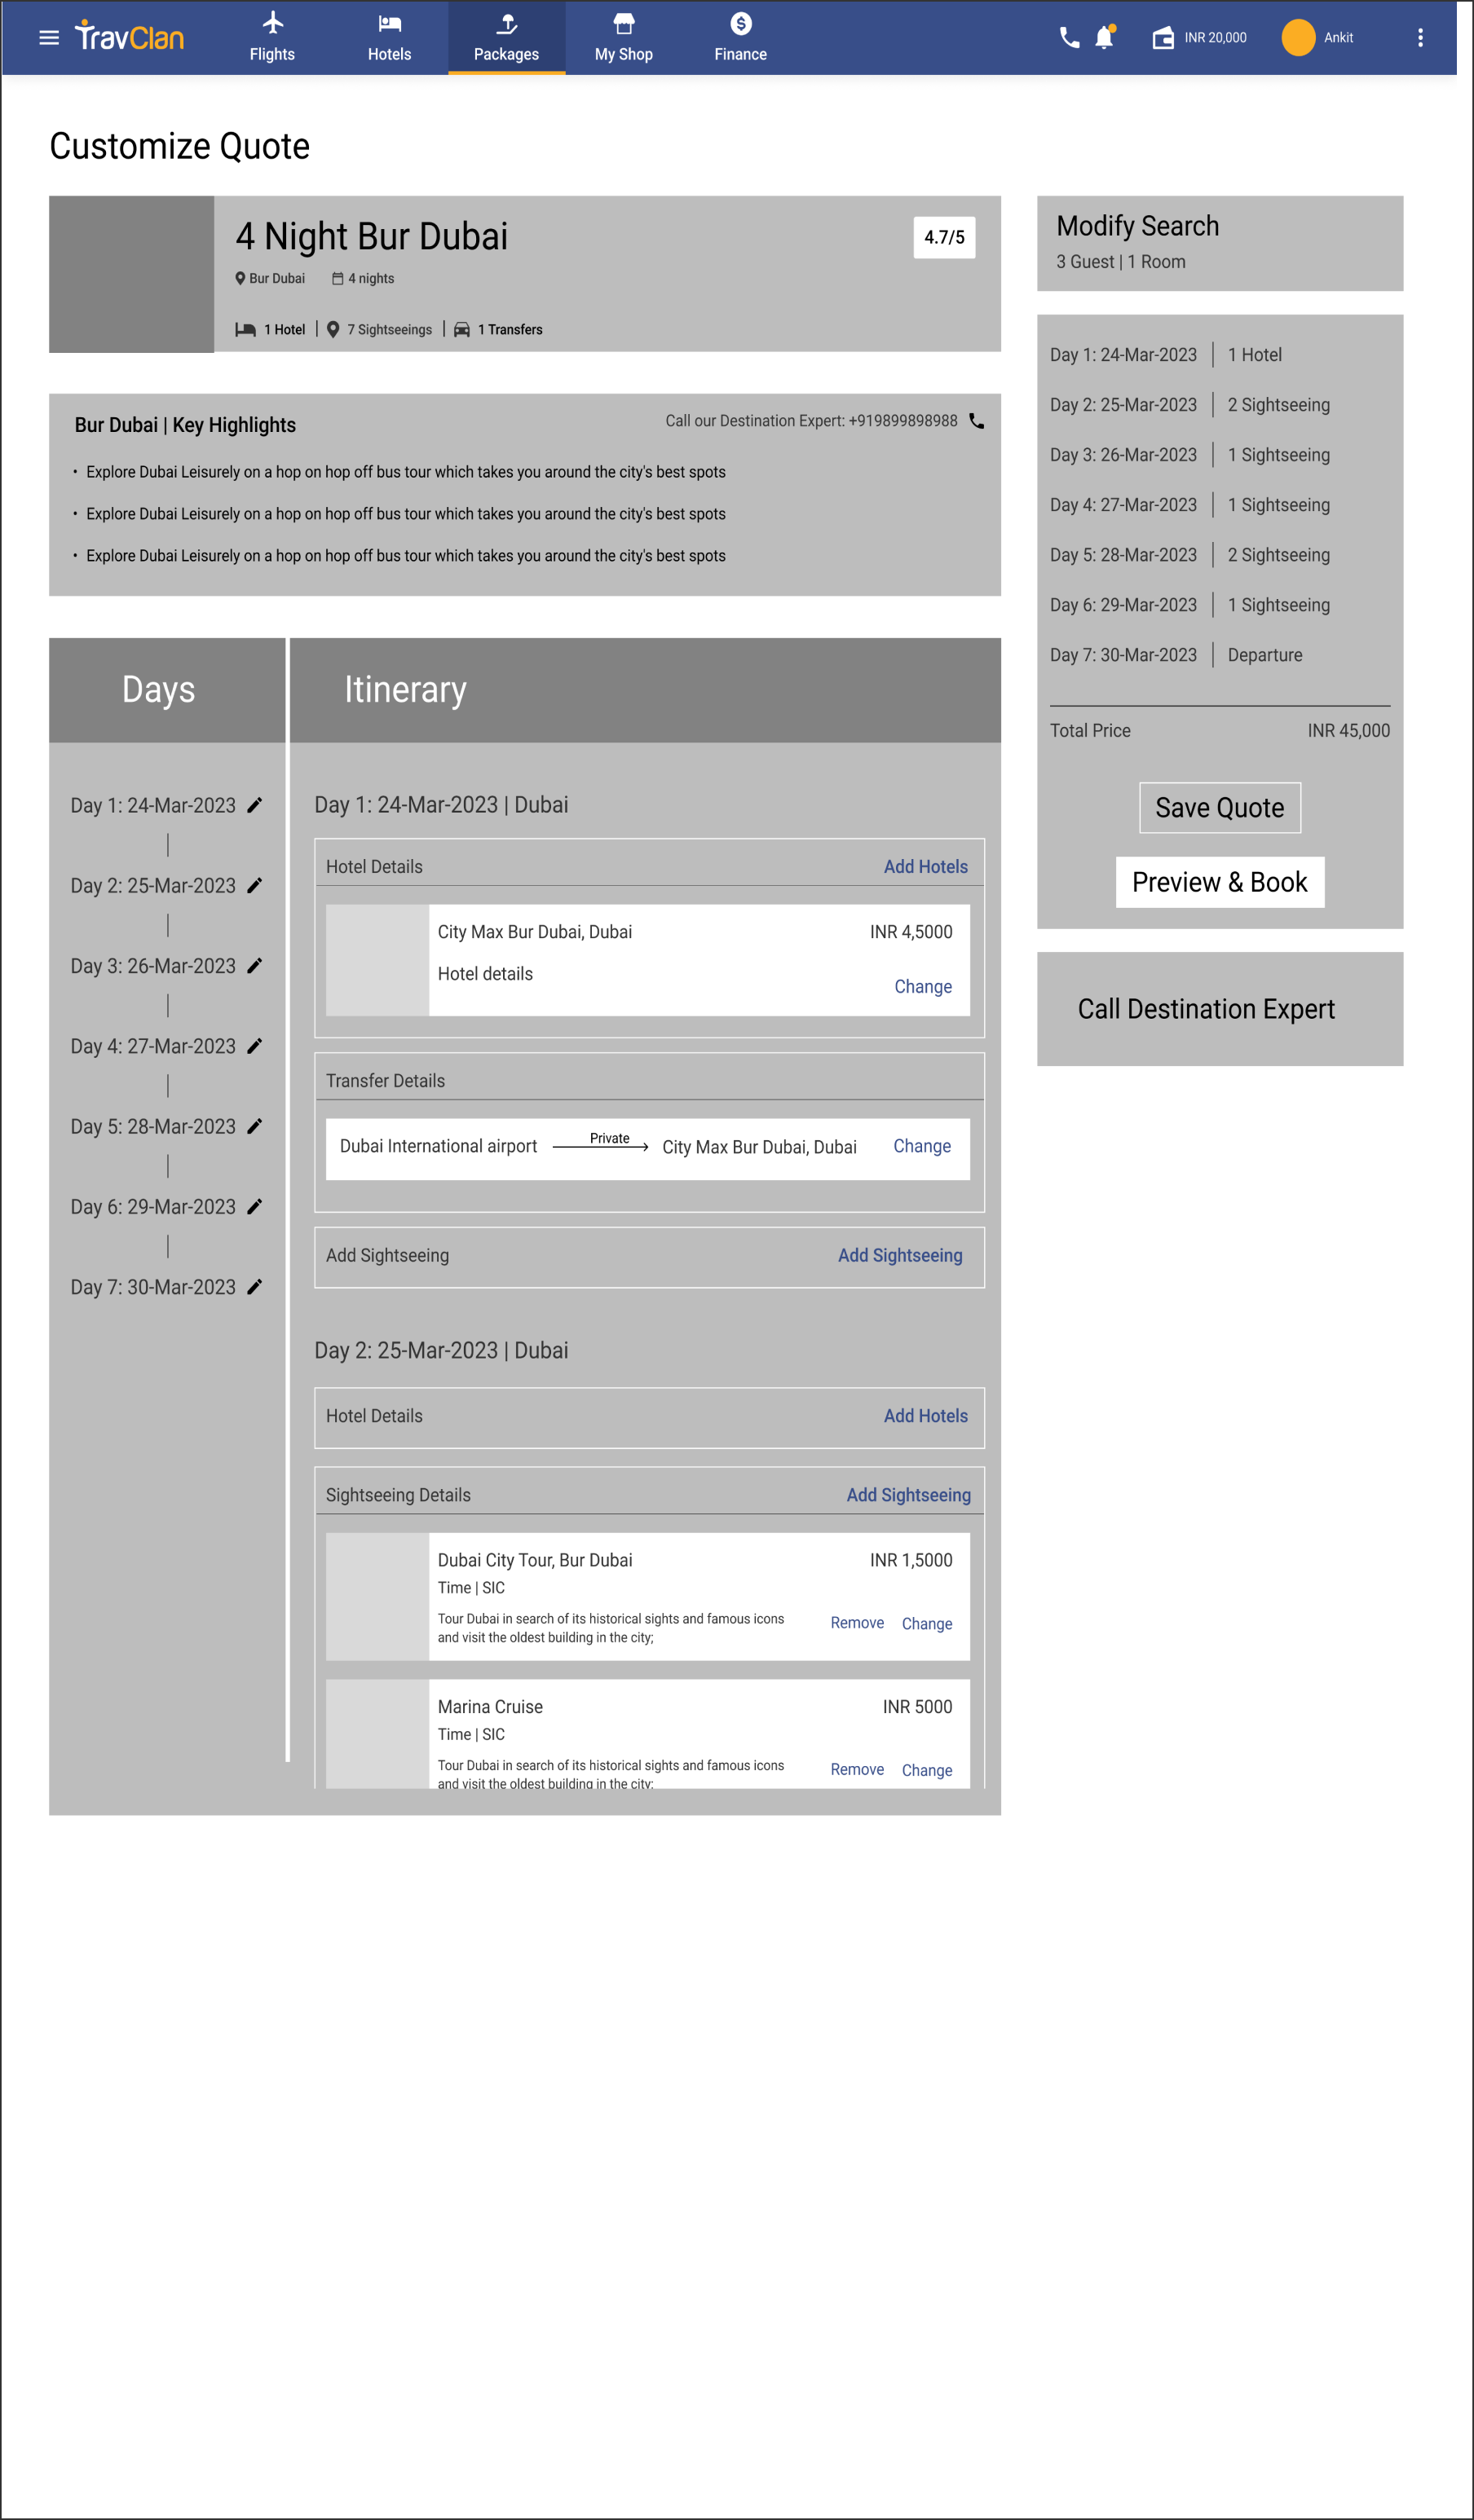 TravClan
Flights
Hotels
Packages
My Shop
Finance
INR 20,000
Ankit
Customize Quote
4 Night Bur Dubai
4.7/5
Bur Dubai
4 nights
1 Hotel
7 Sightseeings
1 Transfers
Bur Dubai | Key Highlights
Call our Destination Expert: +919899898988
• Explore Dubai Leisurely on a hop on hop off bus tour which takes you around the city's best spots
• Explore Dubai Leisurely on a hop on hop off bus tour which takes you around the city's best spots
• Explore Dubai Leisurely on a hop on hop off bus tour which takes you around the city's best spots
Days
Day 1: 24-Mar-2023
Day 2: 25-Mar-2023
Day 3: 26-Mar-2023
Day 4: 27-Mar-2023
Day 5: 28-Mar-2023
Day 6: 29-Mar-2023
Day 7: 30-Mar-2023
Itinerary
Day 1: 24-Mar-2023 | Dubai
Hotel Details
Add Hotels
City Max Bur Dubai, Dubai
INR 4,5000
Hotel details
Change
Transfer Details
Dubai International airport
Private
City Max Bur Dubai, Dubai
Change
Add Sightseeing
Add Sightseeing
Day 2: 25-Mar-2023 | Dubai
Hotel Details
Add Hotels
Sightseeing Details
Add Sightseeing
Dubai City Tour, Bur Dubai
INR 1,5000
Time | SIC
Tour Dubai in search of its historical sights and famous icons
and visit the oldest building in the city;
Remove
Change
Marina Cruise
INR 5000
Time | SIC
Tour Dubai in search of its historical sights and famous icons
and visit the oldest building in the city;
Remove
Change
Modify Search
3 Guest | 1 Room
Day 1: 24-Mar-2023 | 1 Hotel
Day 2: 25-Mar-2023 | 2 Sightseeing
Day 3: 26-Mar-2023 | 1 Sightseeing
Day 4: 27-Mar-2023 | 1 Sightseeing
Day 5: 28-Mar-2023 | 2 Sightseeing
Day 6: 29-Mar-2023 | 1 Sightseeing
Day 7: 30-Mar-2023 | Departure
Total Price
INR 45,000
Save Quote
Preview & Book
Call Destination Expert